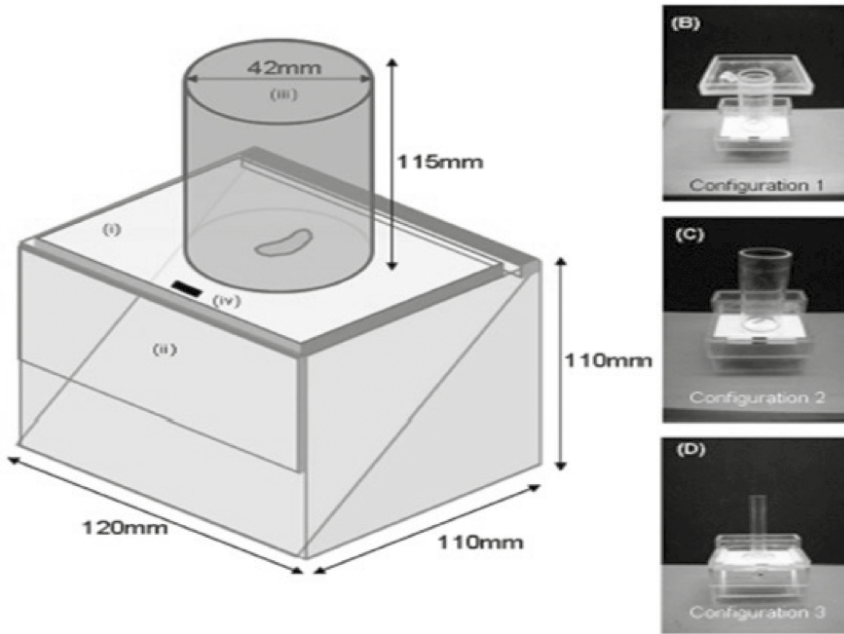 42mm
(iii)
115mm
(i)
(iv)
(ii)
110mm
120mm
110mm
(B)
Configuration 1
(C)
Configuration 2
(D)
Configuration 3